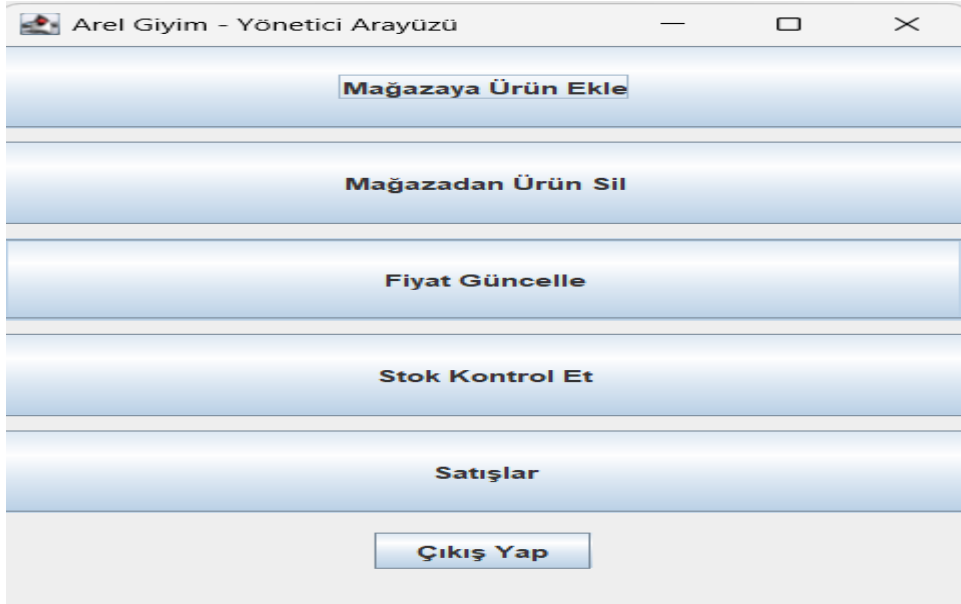 Arel Giyim - Yönetici Arayüzü
Mağazaya Ürün Ekle
Mağazadan Ürün Sil
Fiyat Güncelle
Stok Kontrol Et
Satışlar
Çıkış Yap